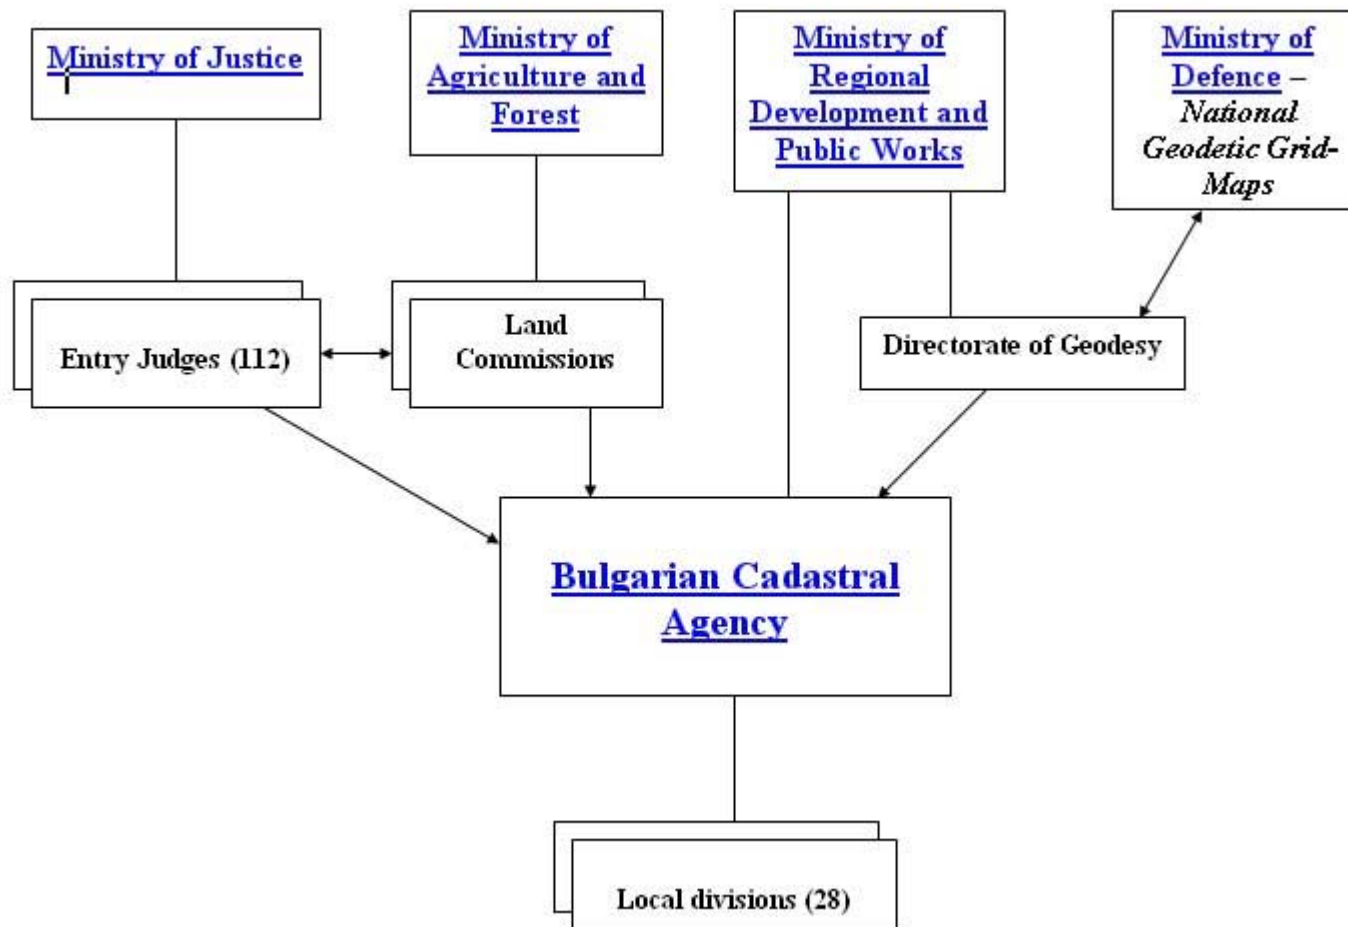 Ministry of Justice
Ministry of
Agriculture and
Forest
Ministry of
Regional
Development and
Public Works
Ministry of
Defence –
National
Geodetic Grid-
Maps
Entry Judges (112)
Land
Commissions
Directorate of Geodesy
Bulgarian Cadastral
Agency
Local divisions (28)